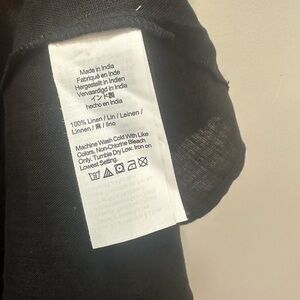 Made in India
Fabriqué en Inde
Hergestellt in Indien
Vervaardigd in India
インド製
hecho en India
100% Linen / Lin / Leinen /
Linnen / 麻 / lino
Machine Wash Cold With Like
Colors. Non-Chlorine Bleach
Only. Tumble Dry Low. Iron on
Lowest Setting.